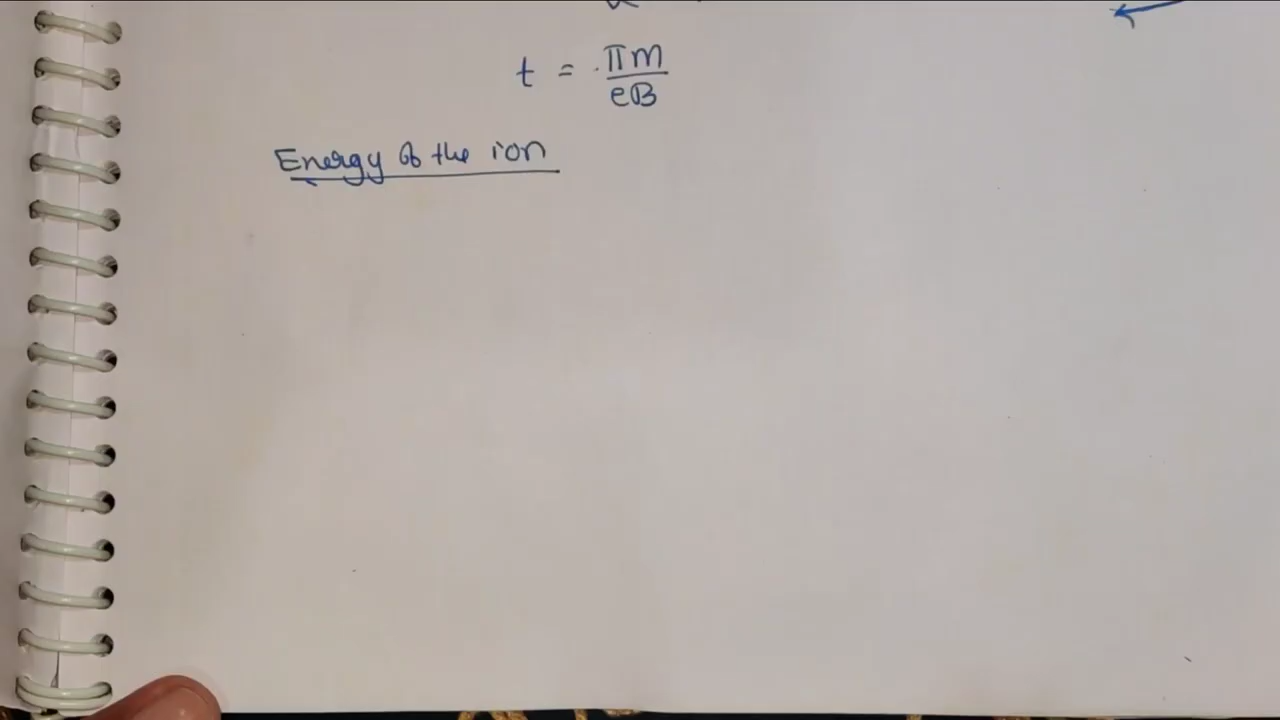 t = πm / eB
Energy of the ion